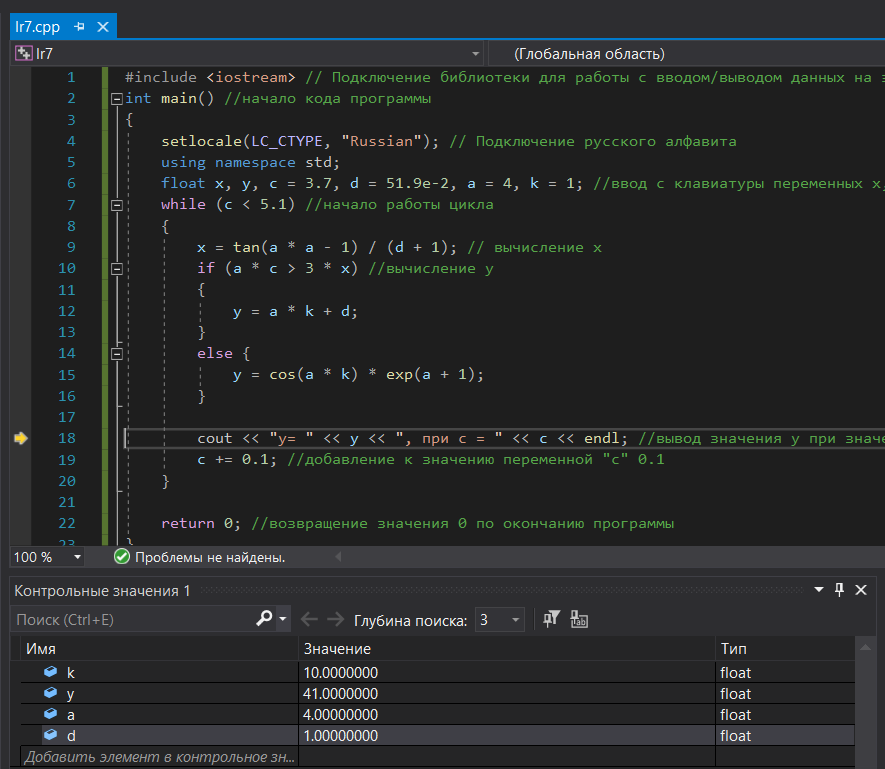 lr7.cpp
lr7 (Глобальная область)
1 #include <iostream> // Подключение библиотеки для работы с вводом/выводом данных на
2 int main() //начало кода программы
3 {
4 setlocale(LC_CTYPE, "Russian"); // Подключение русского алфавита
5 using namespace std;
6 float x, y, c = 3.7, d = 51.9e-2, a = 4, k = 1; //ввод с клавиатуры переменных x,
7 while (c < 5.1) //начало работы цикла
8 {
9 x = tan(a * a - 1) / (d + 1); // вычисление x
10 if (a * c > 3 * x) //вычисление y
11 {
12 y = a * k + d;
13 }
14 else {
15 y = cos(a * k) * exp(a + 1);
16 }
17
18 cout << "y= " << y << ", при c = " << c << endl; //вывод значения y при
19 c += 0.1; //добавление к значению переменной "c" 0.1
20 }
21
22 return 0; //возвращение значения 0 по окончанию программы
23 }
100 % Проблемы не найдены.
Контрольные значения 1
Поиск (Ctrl+E) Глубина поиска: 3
Имя Значение Тип
k 10.0000000 float
y 41.0000000 float
a 4.00000000 float
d 1.00000000 float
Добавить элемент в контрольное зн...